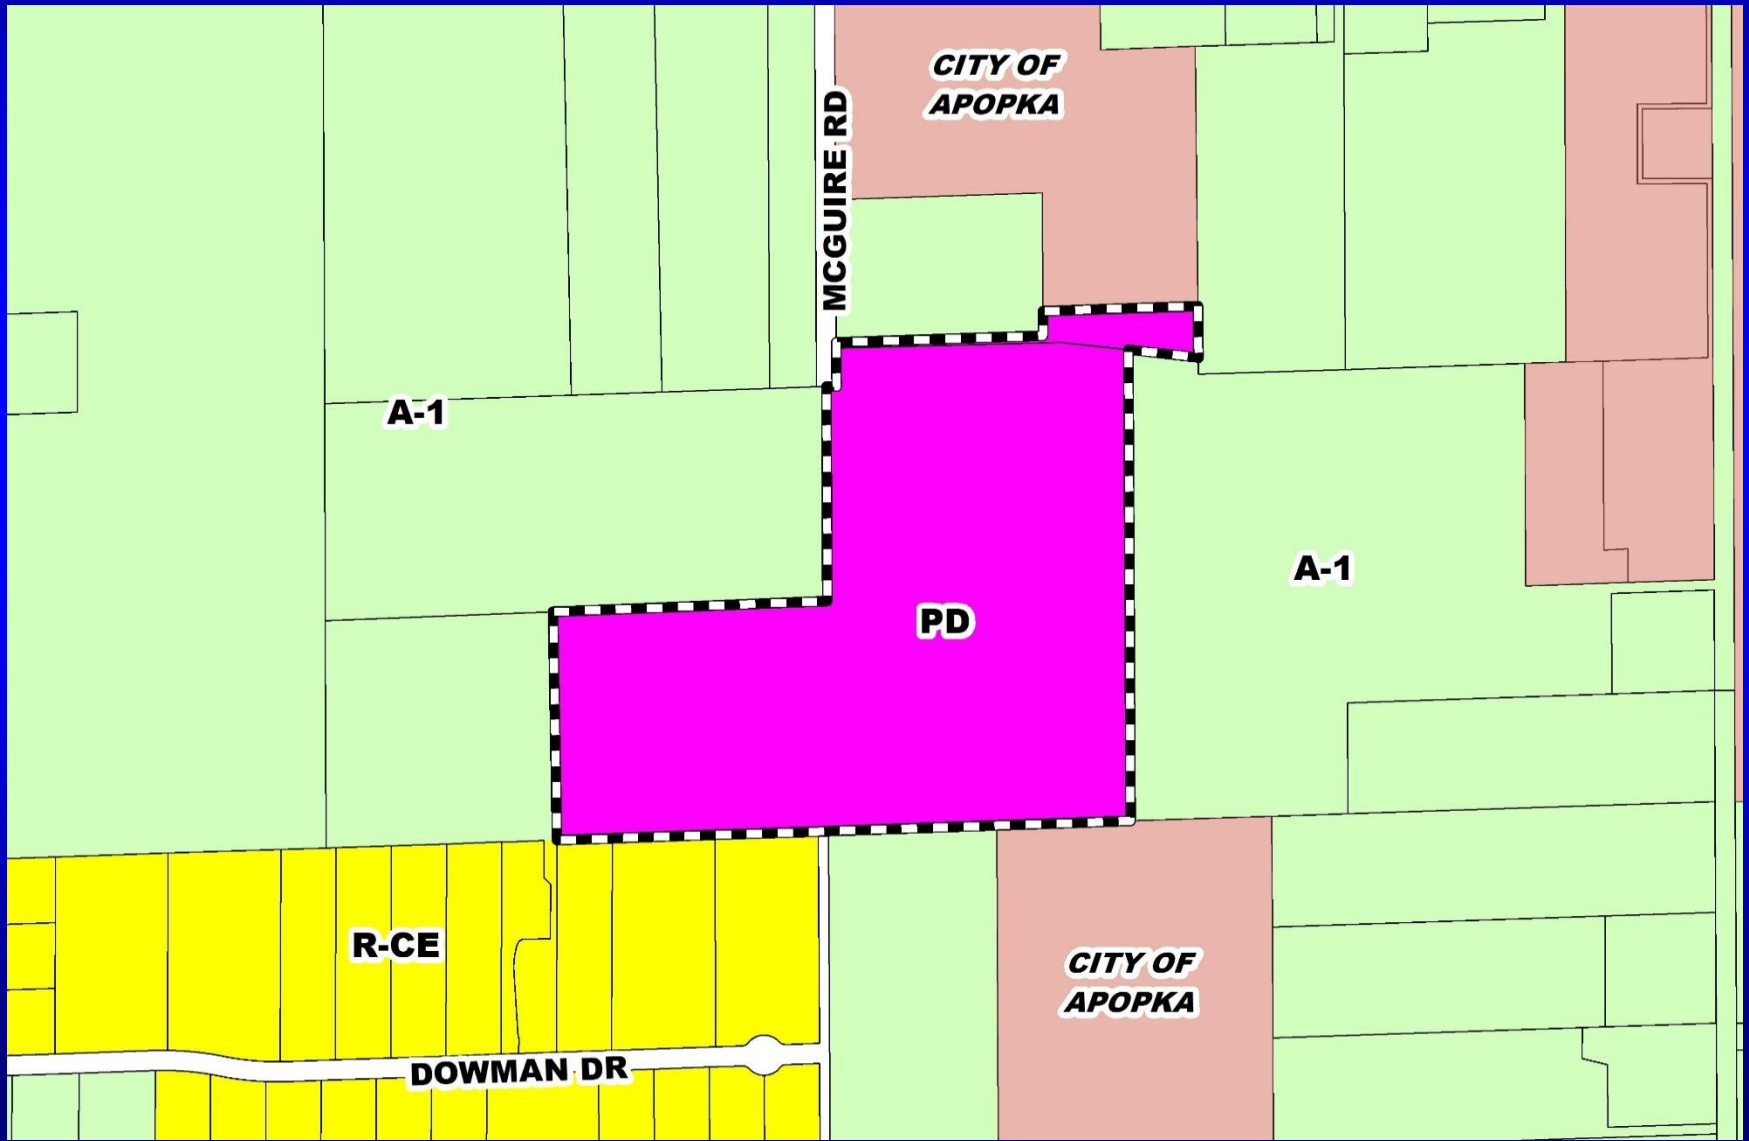 CITY OF
APOPKA
MCGUIRE RD
A-1
A-1
PD
R-CE
CITY OF
APOPKA
DOWMAN DR